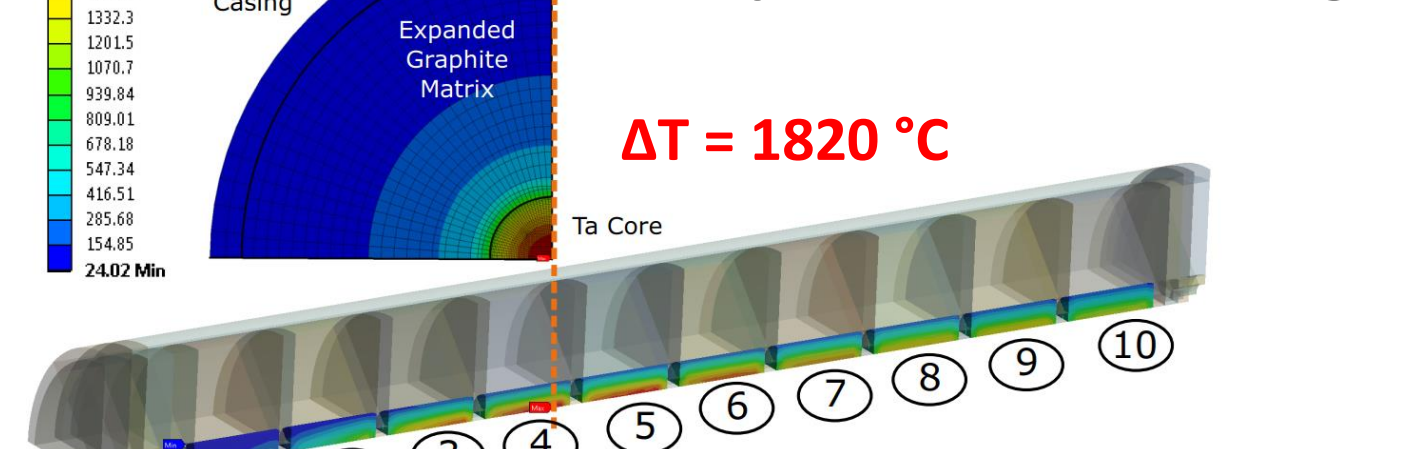 Casing
1332.3
1201.5
1070.7
939.84
809.01
678.18
547.34
416.51
285.68
154.85
24.02 Min
Expanded
Graphite
Matrix
ΔT = 1820 °C
Ta Core
Min
Max
4
5
6
7
8
9
10